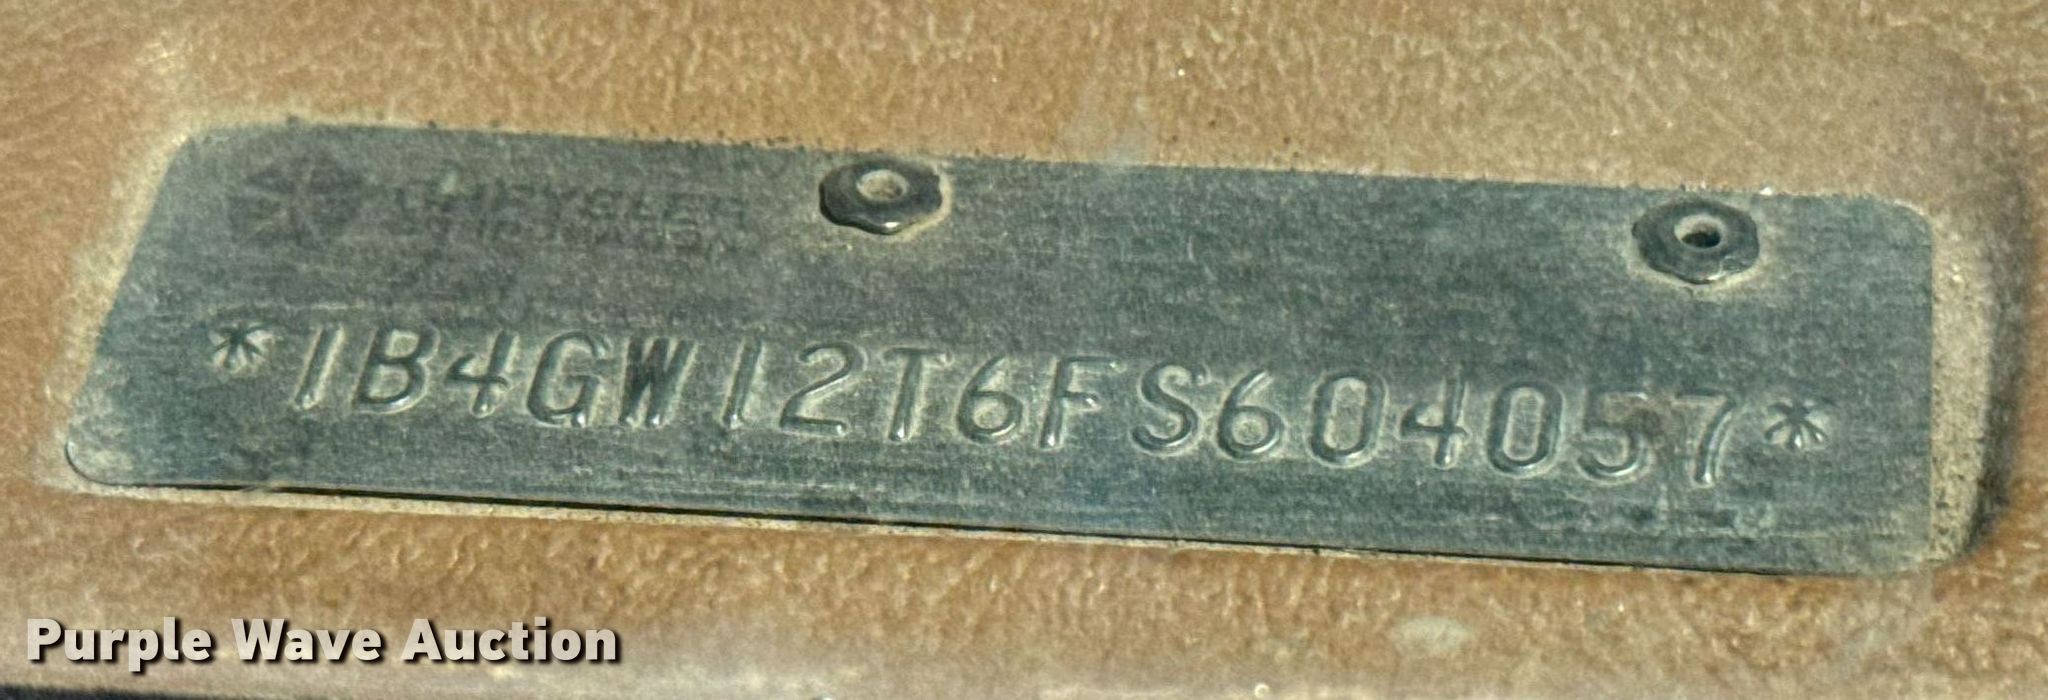 CHRYSLER
*1B4GW12T6FS604057*
Purple Wave Auction